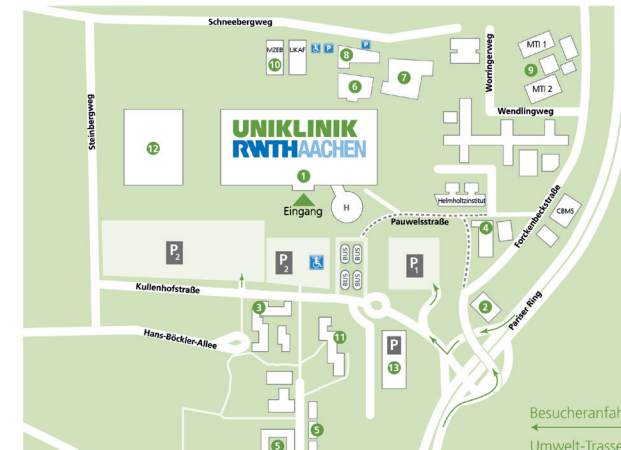 Schneebergweg
MZEB
UKAF
P
P
10
8
6
7
Worringerweg
MTI 1
9
MTI 2
Wendlingweg
Steinbergweg
12
UNIKLINIK
RWTHAACHEN
1
Eingang
H
Helmholtzinstitut
Pauwelsstraße
4
Forckenbeckstraße
CBMS
P
2
P
2
BUS
BUS
BUS
BUS
P
1
Kullenhofstraße
2
Pariser Ring
3
Hans-Böckler-Allee
11
P
13
5
5
Besucheranfah
Umwelt-Trasse